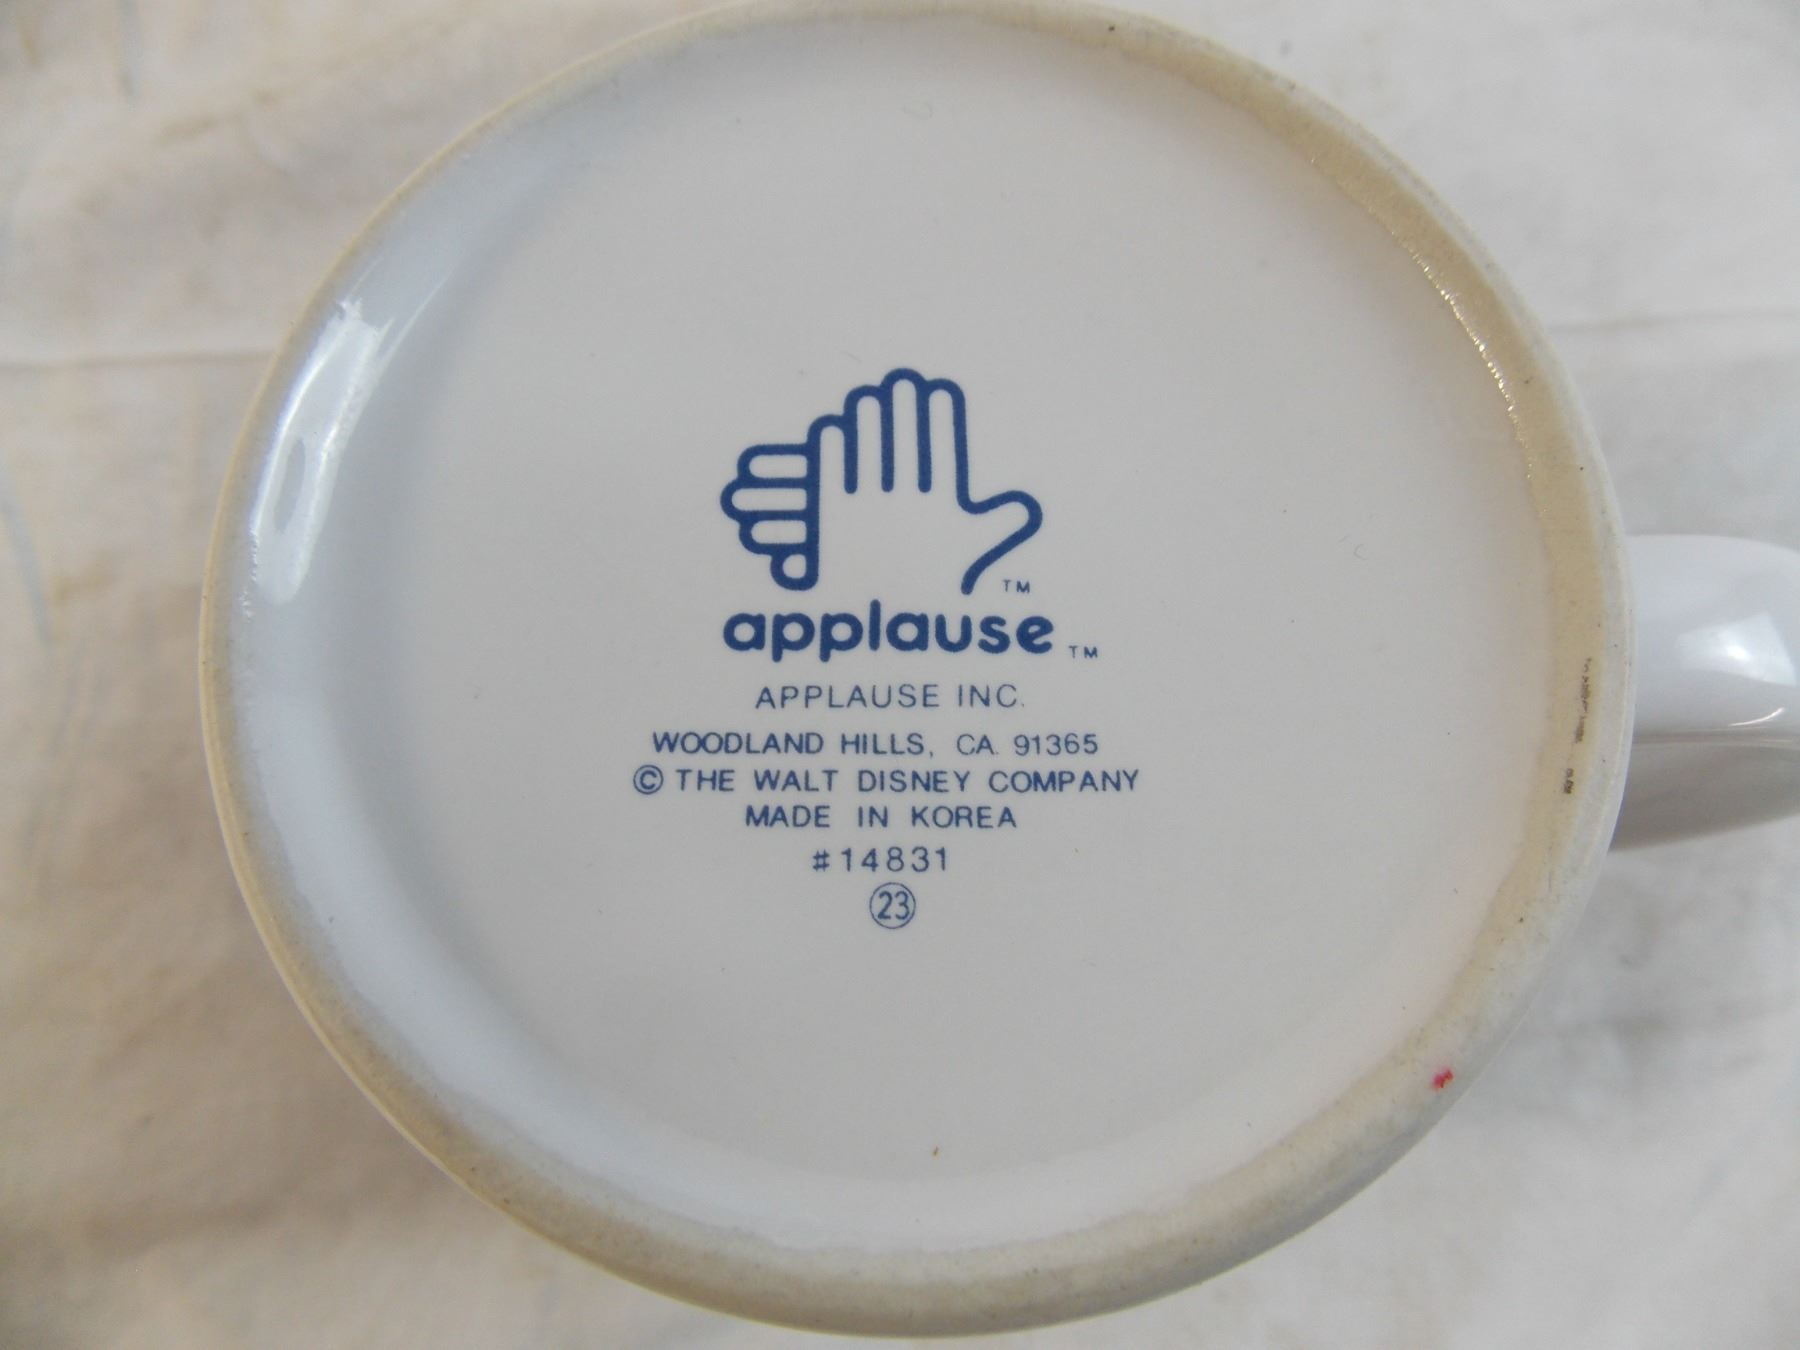 TM
applause TM
APPLAUSE INC.
WOODLAND HILLS, CA. 91365
© THE WALT DISNEY COMPANY
MADE IN KOREA
#14831
23